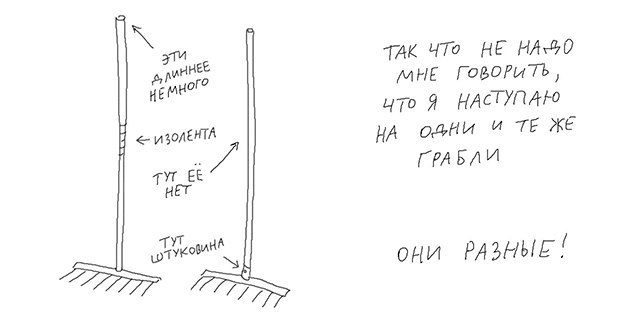 ЭТИ
ДЛИННЕЕ
НЕМНОГО
ИЗОЛЕНТА
ТУТ ЕЁ
НЕТ
ТУТ
ШТУКОВИНА
ТАК ЧТО НЕ НАДО
МНЕ ГОВОРИТЬ,
ЧТО Я НАСТУПАЮ
НА ОДНИ И ТЕ ЖЕ
ГРАБЛИ
ОНИ РАЗНЫЕ!